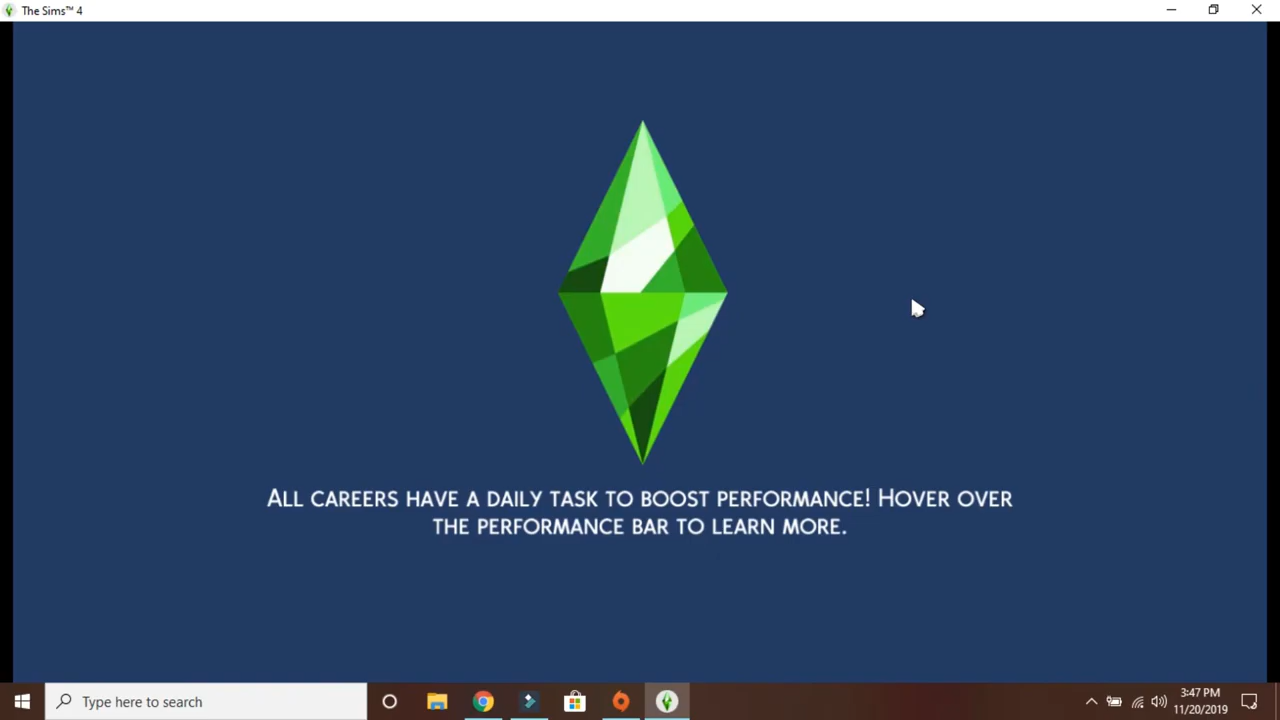 The Sims™ 4
ALL CAREERS HAVE A DAILY TASK TO BOOST PERFORMANCE! HOVER OVER
THE PERFORMANCE BAR TO LEARN MORE.
Type here to search
3:47 PM
11/20/2019